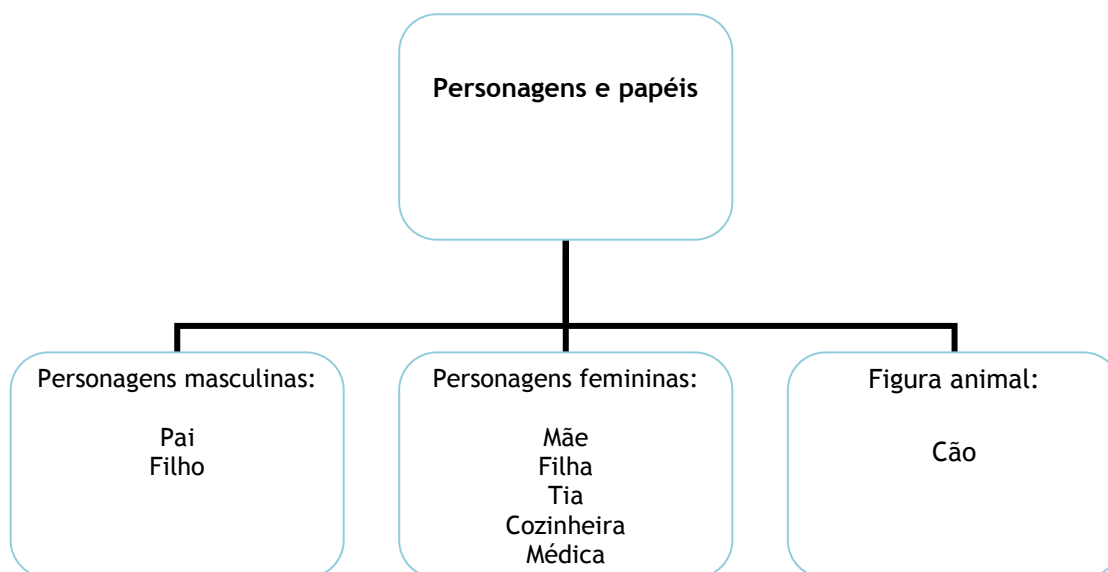 Personagens e papéis
Personagens masculinas:
Pai
Filho
Personagens femininas:
Mãe
Filha
Tia
Cozinheira
Médica
Figura animal:
Cão